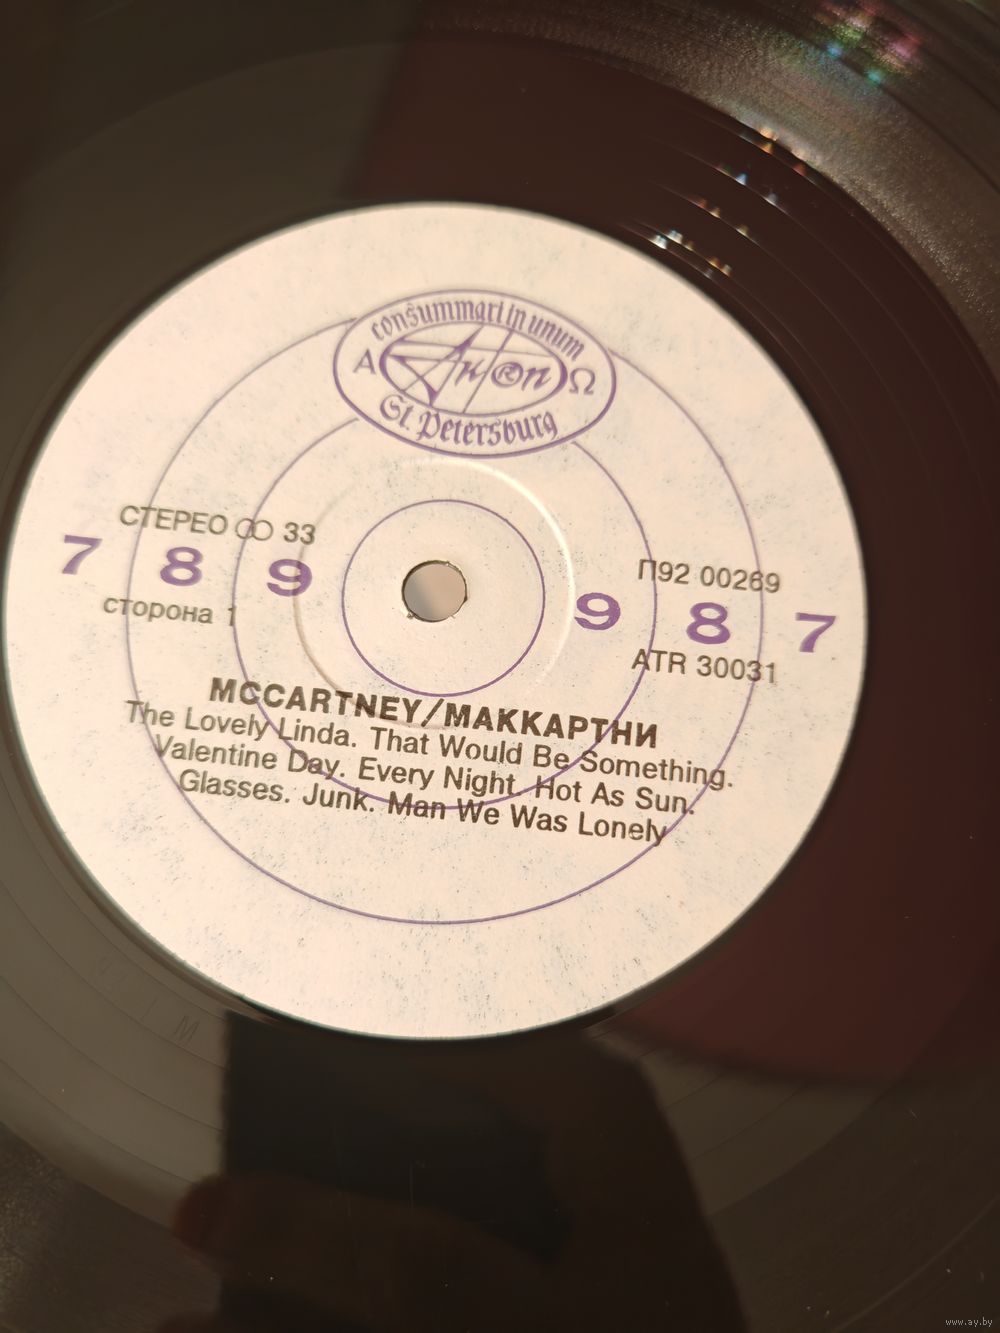 consummari in unum
А Антроп Ω
St. Petersburg
СТЕРЕО ꝏ 33
7 8 9
сторона 1
П92 00269
9 8 7
ATR 30031
MCCARTNEY/МАККАРТНИ
The Lovely Linda. That Would Be Something.
Valentine Day. Every Night. Hot As Sun.
Glasses. Junk. Man We Was Lonely
www.ay.by